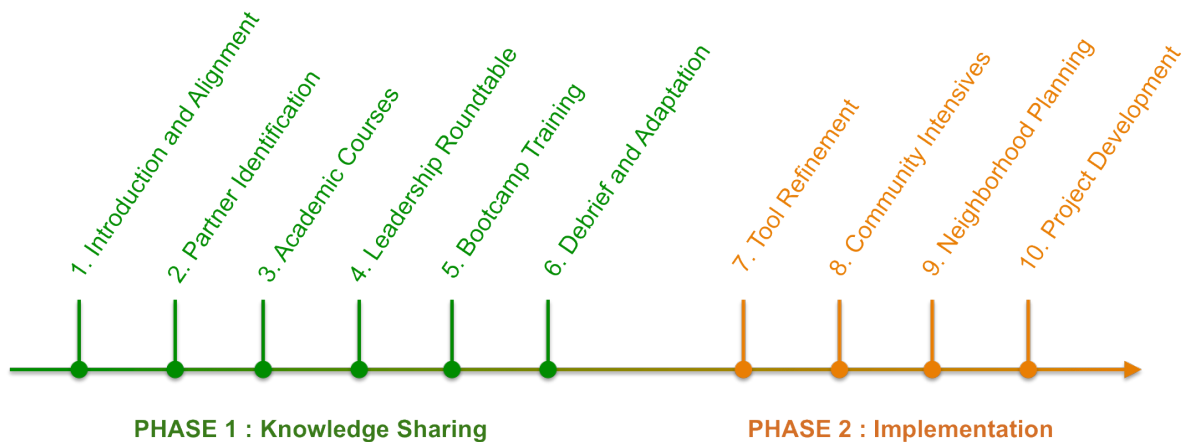 1. Introduction and Alignment
2. Partner Identification
3. Academic Courses
4. Leadership Roundtable
5. Bootcamp Training
6. Debrief and Adaptation
7. Tool Refinement
8. Community Intensives
9. Neighborhood Planning
10. Project Development
PHASE 1 : Knowledge Sharing
PHASE 2 : Implementation